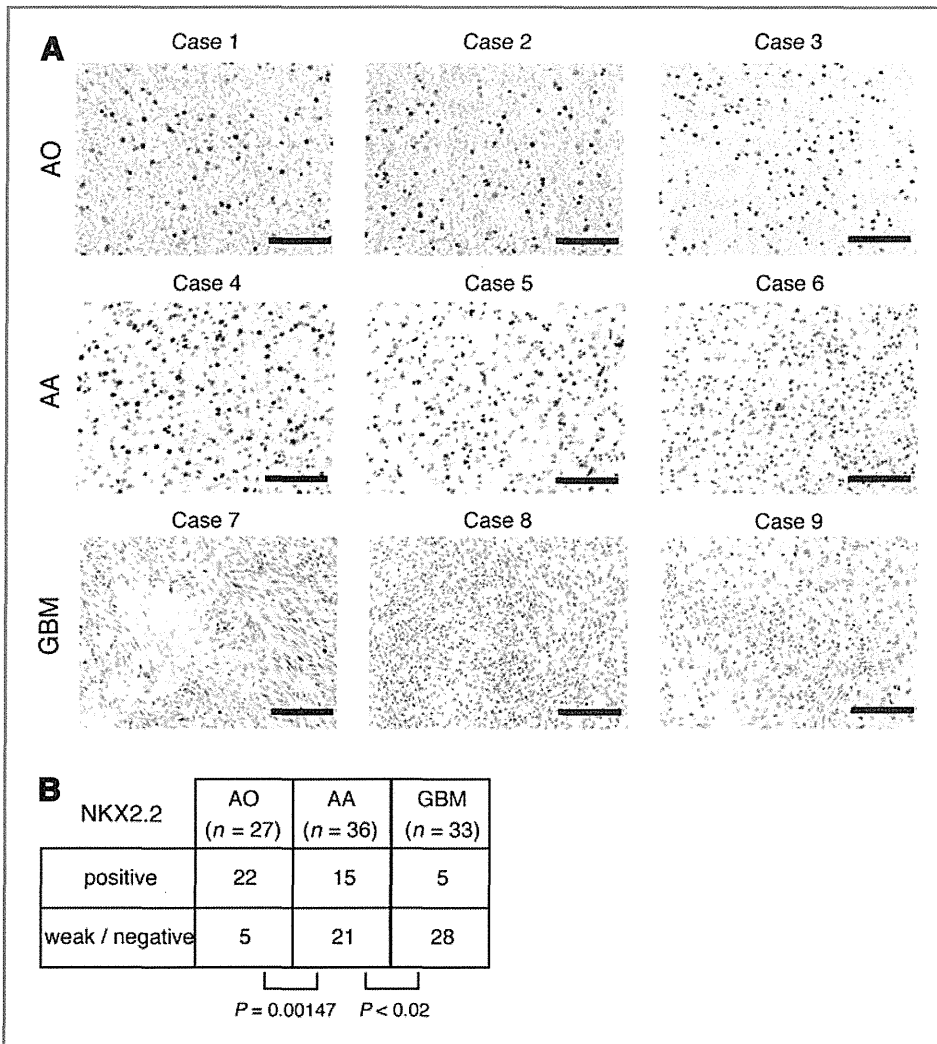 A
Case 1 Case 2 Case 3
AO
Case 4 Case 5 Case 6
AA
Case 7 Case 8 Case 9
GBM
B
NKX2.2 AO (n = 27) AA (n = 36) GBM (n = 33)
positive 22 15 5
weak / negative 5 21 28
P = 0.00147 P < 0.02